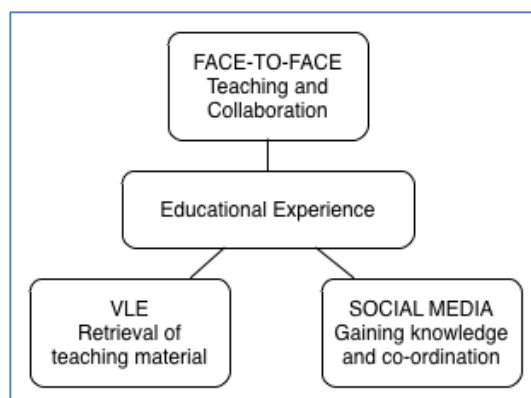 FACE-TO-FACE
Teaching and
Collaboration
Educational Experience
VLE
Retrieval of
teaching material
SOCIAL MEDIA
Gaining knowledge
and co-ordination